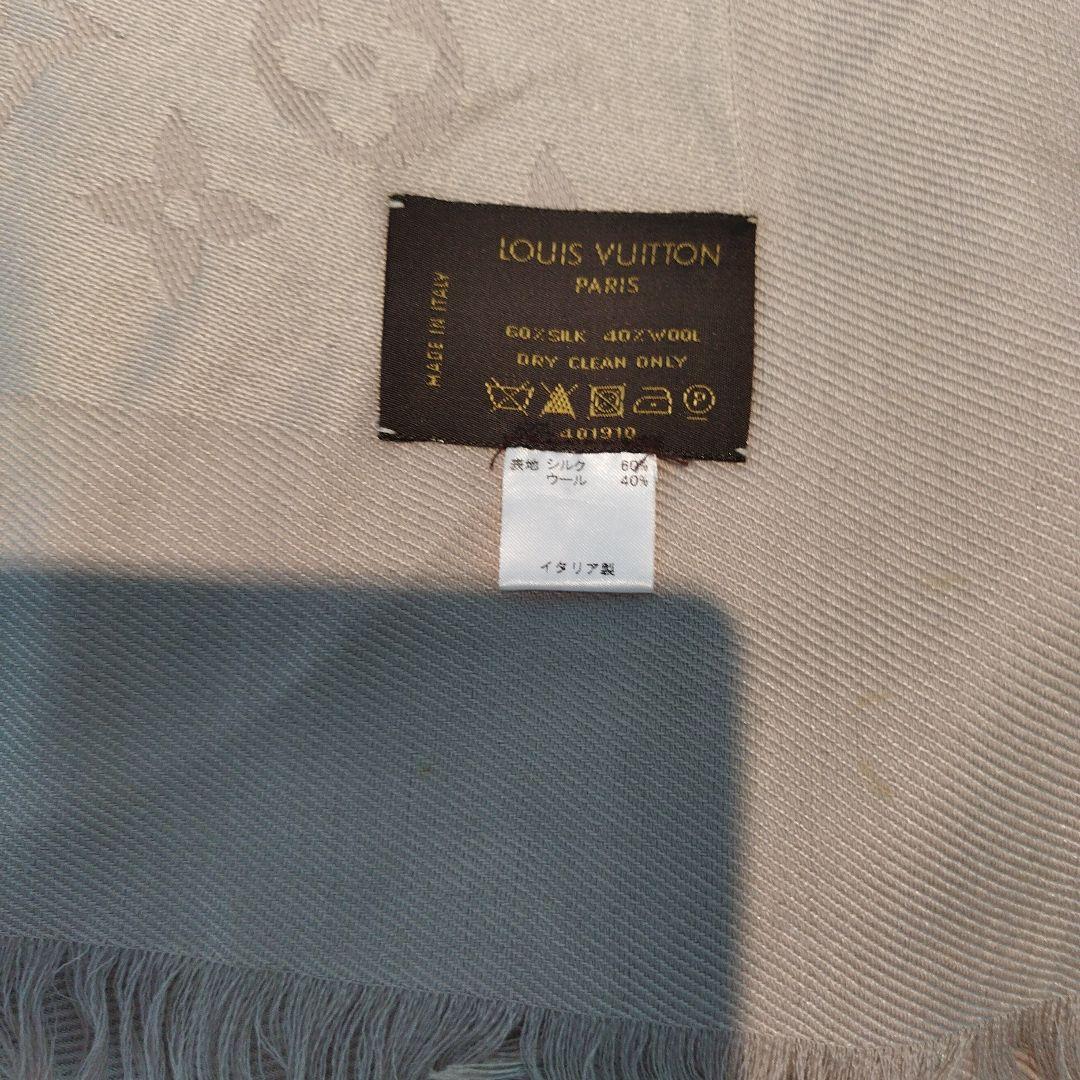 LOUIS VUITTON
PARIS
MADE IN ITALY
60%SILK 40%WOOL
DRY CLEAN ONLY
P
401910
表地 シルク 60%
ウール 40%
イタリア製